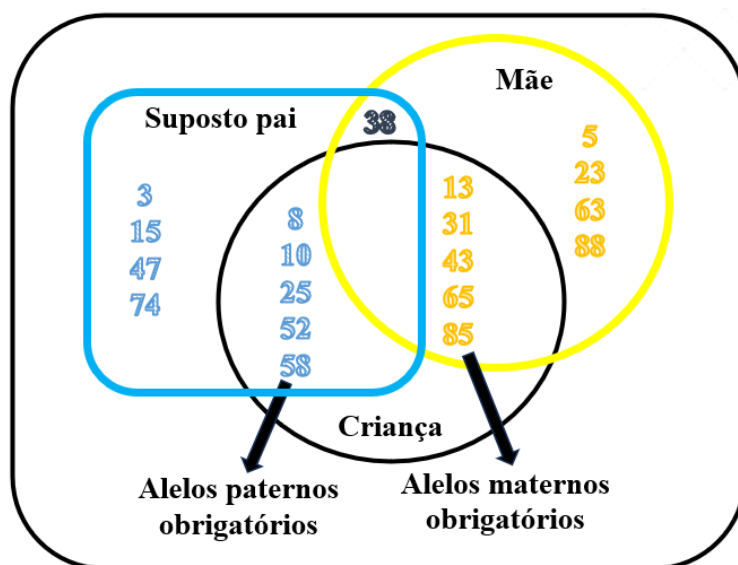 Mãe
Suposto pai
38
3
15
47
74
8
10
25
52
58
13
31
43
65
85
5
23
63
88
Criança
Alelos paternos
obrigatórios
Alelos maternos
obrigatórios